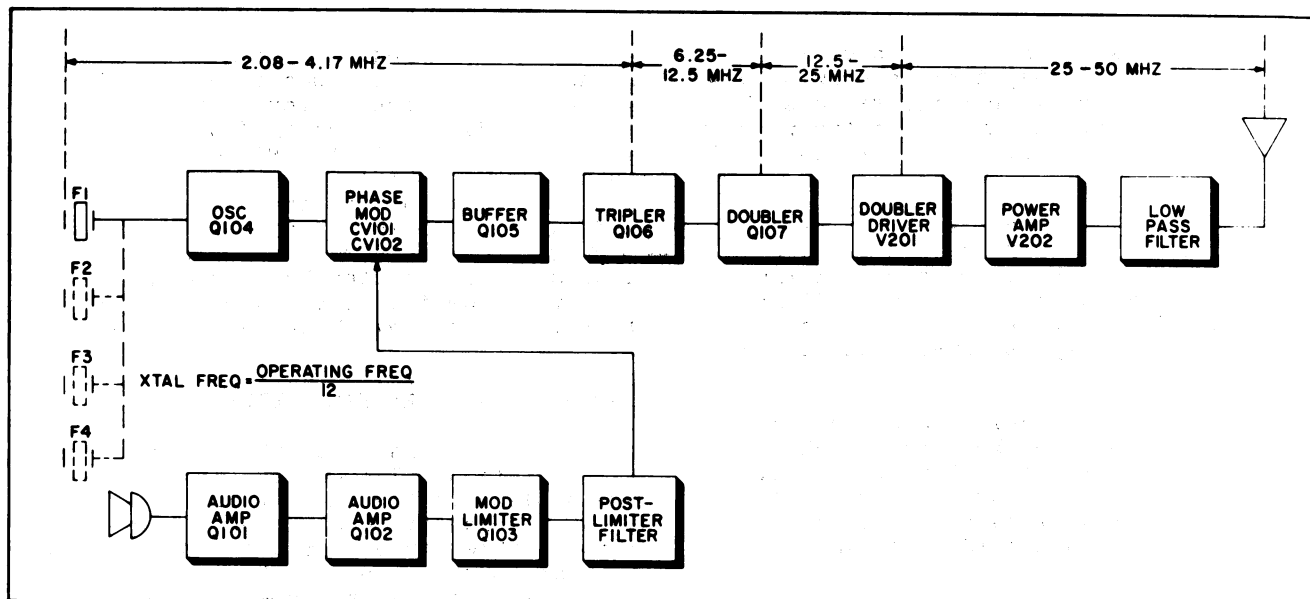 2.08-4.17 MHZ
6.25-
12.5 MHZ
12.5-
25 MHZ
25-50 MHZ
F1
OSC
Q104
PHASE
MOD
CV101
CV102
BUFFER
Q105
TRIPLER
Q106
DOUBLER
Q107
DOUBLER
DRIVER
V201
POWER
AMP
V202
LOW
PASS
FILTER
F2
F3
XTAL FREQ = OPERATING FREQ
12
F4
AUDIO
AMP
Q101
AUDIO
AMP
Q102
MOD
LIMITER
Q103
POST-
LIMITER
FILTER